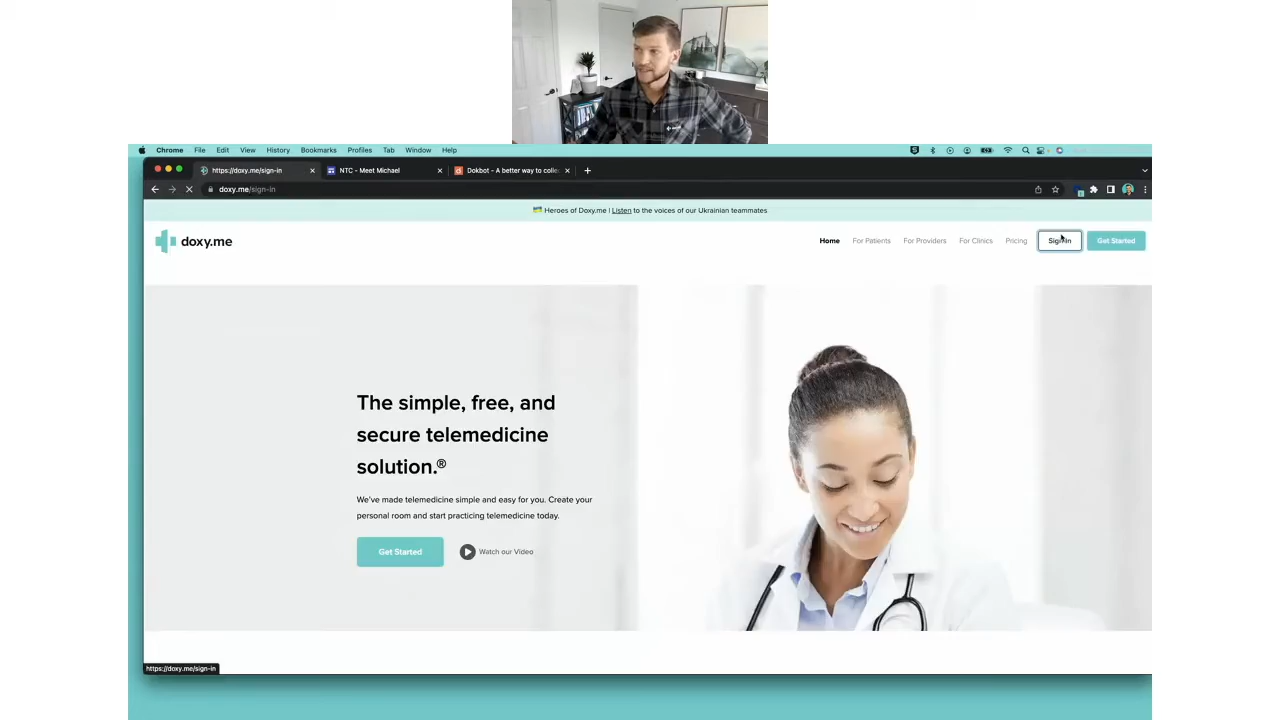 Chrome File Edit View History Bookmarks Profiles Tab Window Help
https://doxy.me/sign-in NTC - Meet Michael Dokbot - A better way to colle
doxy.me/sign-in
Heroes of Doxy.me | Listen to the voices of our Ukrainian teammates
doxy.me Home For Patients For Providers For Clinics Pricing Sign In Get Started
The simple, free, and
secure telemedicine
solution.®
We've made telemedicine simple and easy for you. Create your
personal room and start practicing telemedicine today.
Get Started Watch our Video
https://doxy.me/sign-in